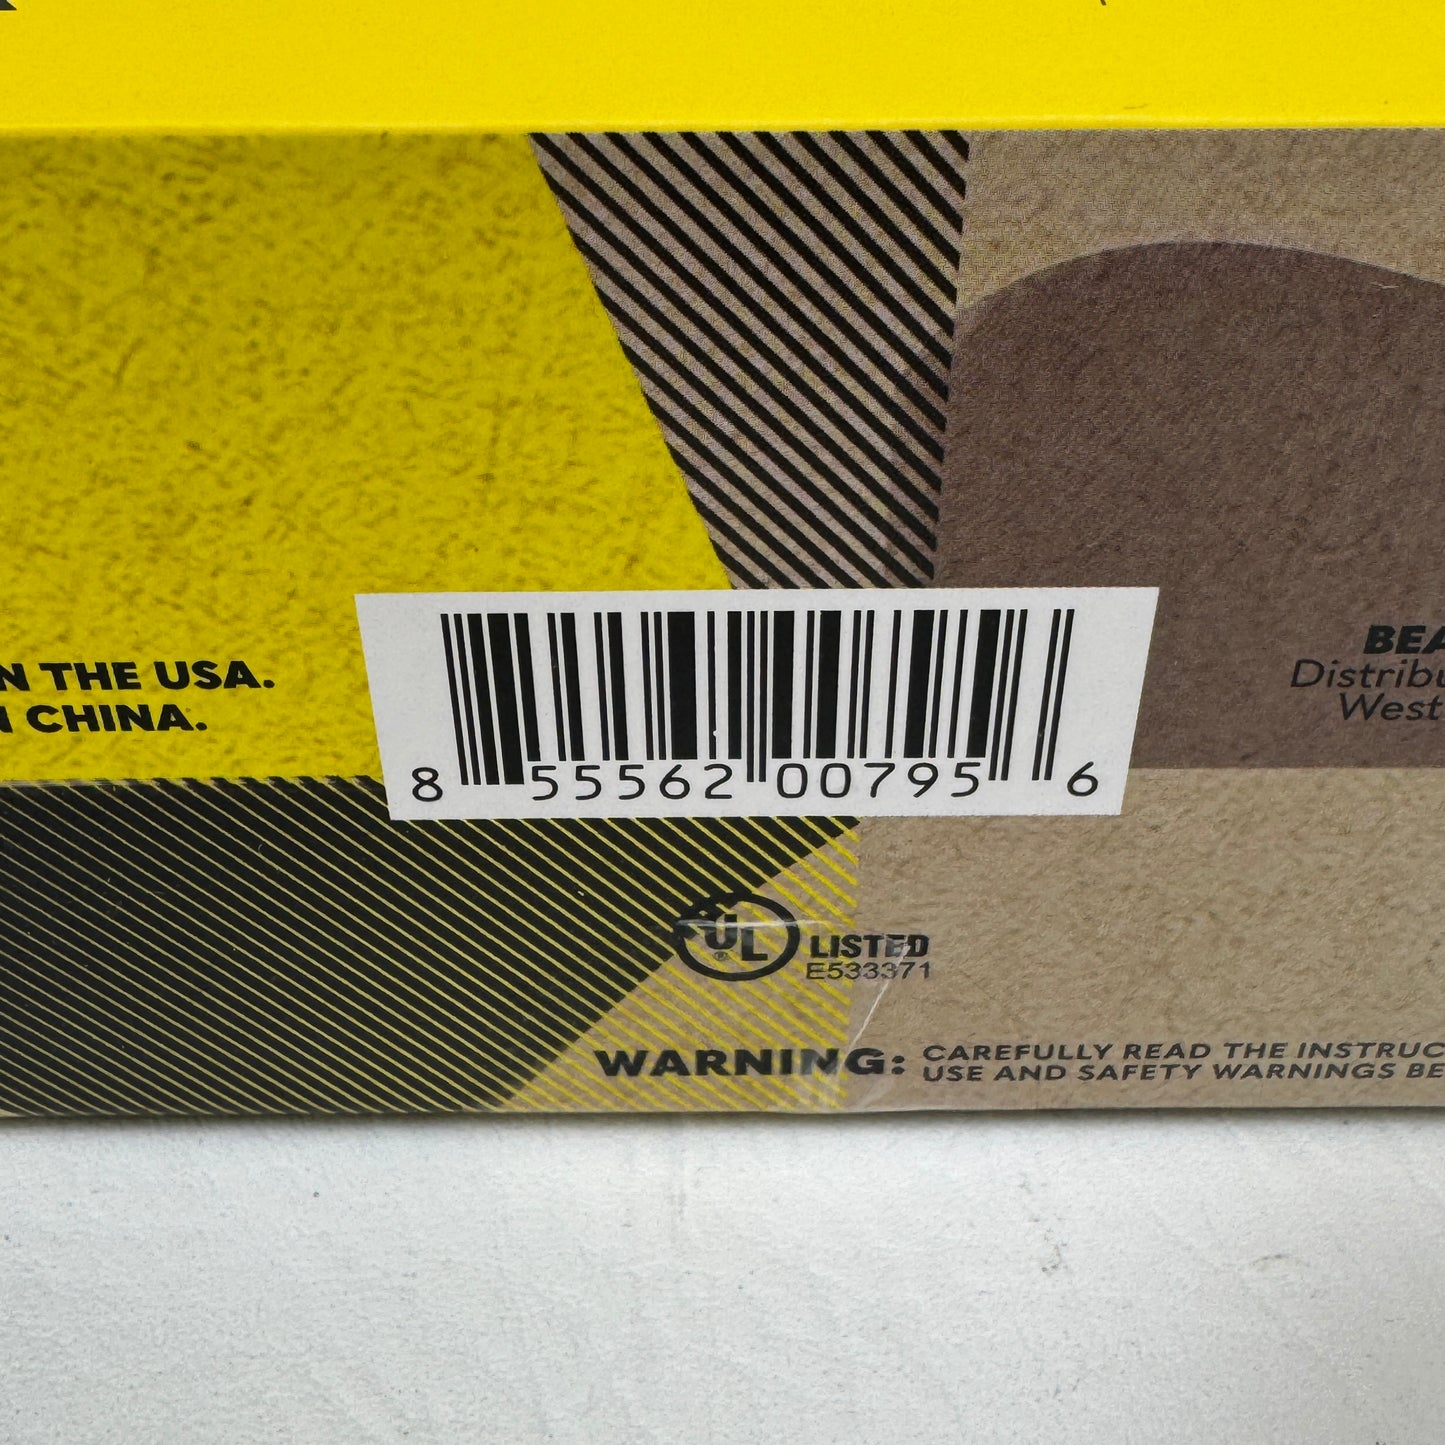 N THE USA.
N CHINA.
BEA
Distribu
West
8 55562 00795 6
UL ® LISTED
E533371
WARNING: CAREFULLY READ THE INSTRUC
USE AND SAFETY WARNINGS BE